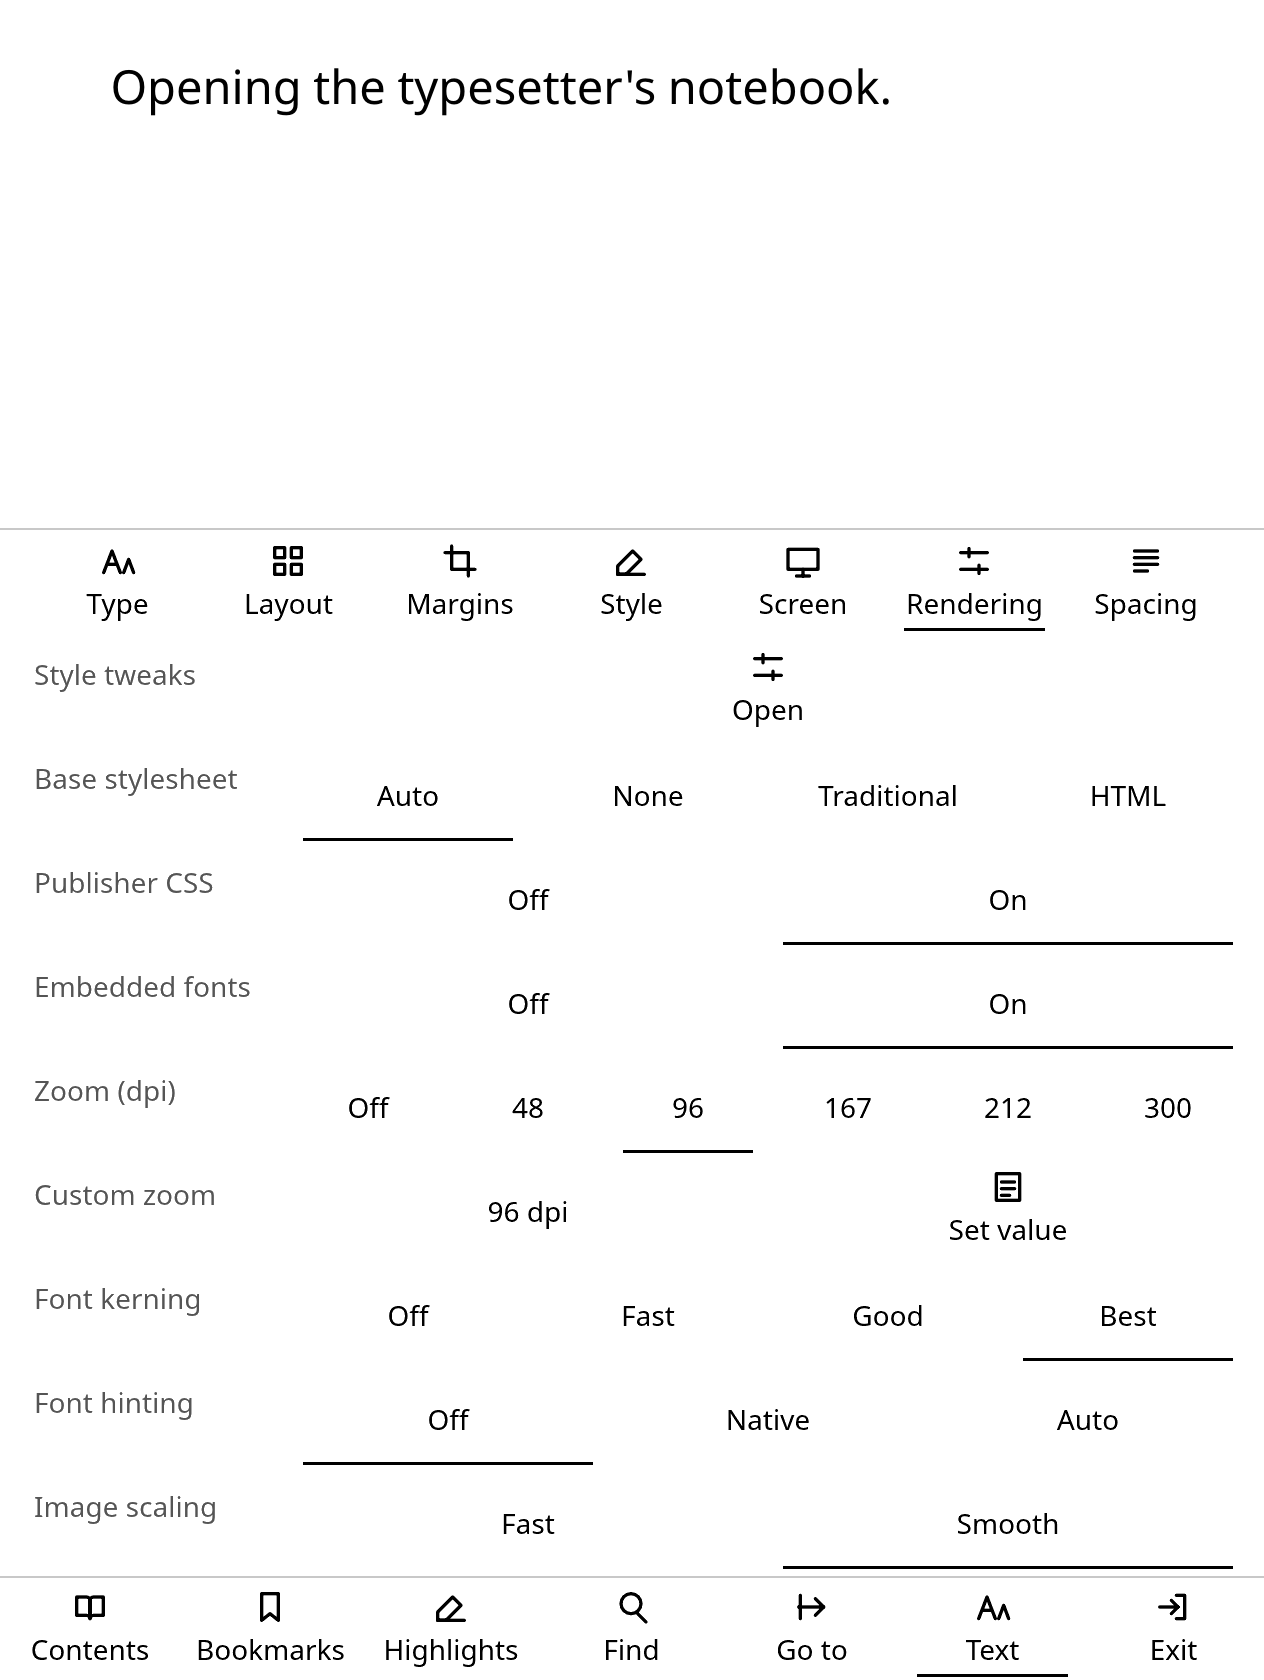 Opening the typesetter's notebook.
Type Layout Margins Style Screen Rendering Spacing
Style tweaks
Open
Base stylesheet Auto None Traditional HTML
Publisher CSS Off On
Embedded fonts Off On
Zoom (dpi) Off 48 96 167 212 300
Custom zoom 96 dpi Set value
Font kerning Off Fast Good Best
Font hinting Off Native Auto
Image scaling Fast Smooth
Contents Bookmarks Highlights Find Go to Text Exit